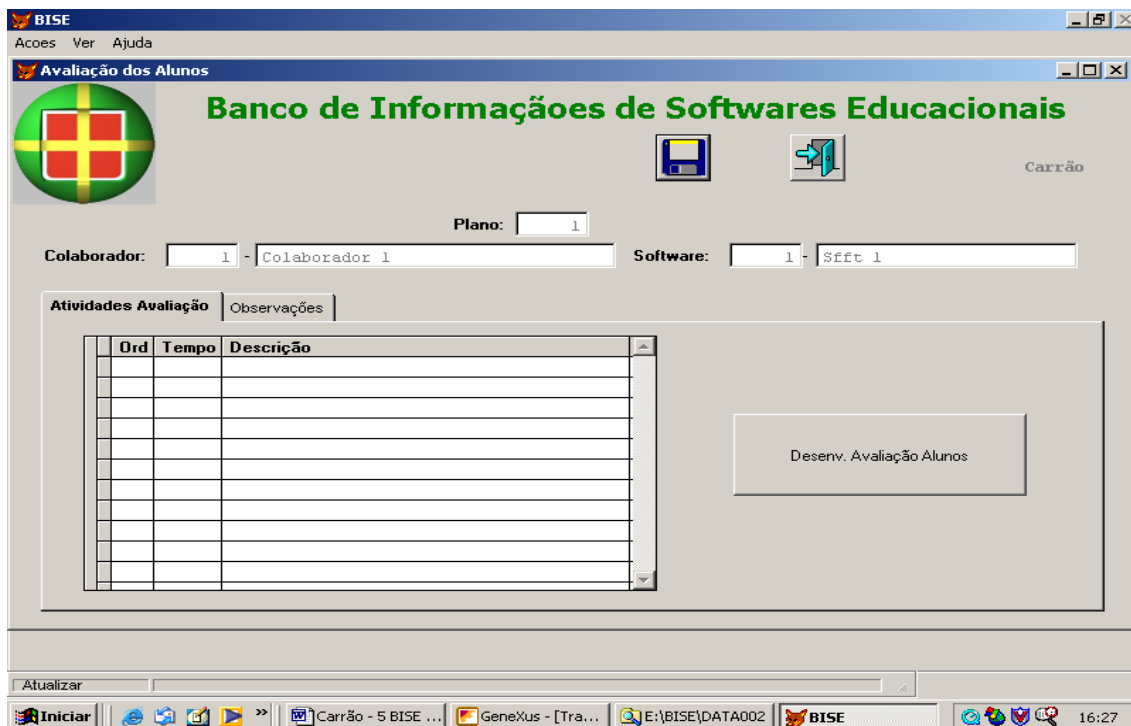 BISE
Acoes Ver Ajuda
Avaliação dos Alunos
Banco de Informaçãoes de Softwares Educacionais
Carrão
Plano: 1
Colaborador: 1 - Colaborador 1 Software: 1 - Sfft 1
Atividades Avaliação Observações
Ord Tempo Descrição
Desenv. Avaliação Alunos
Atualizar
Iniciar » Carrão - 5 BISE ... GeneXus - [Tra... E:\BISE\DATA002 BISE 16:27